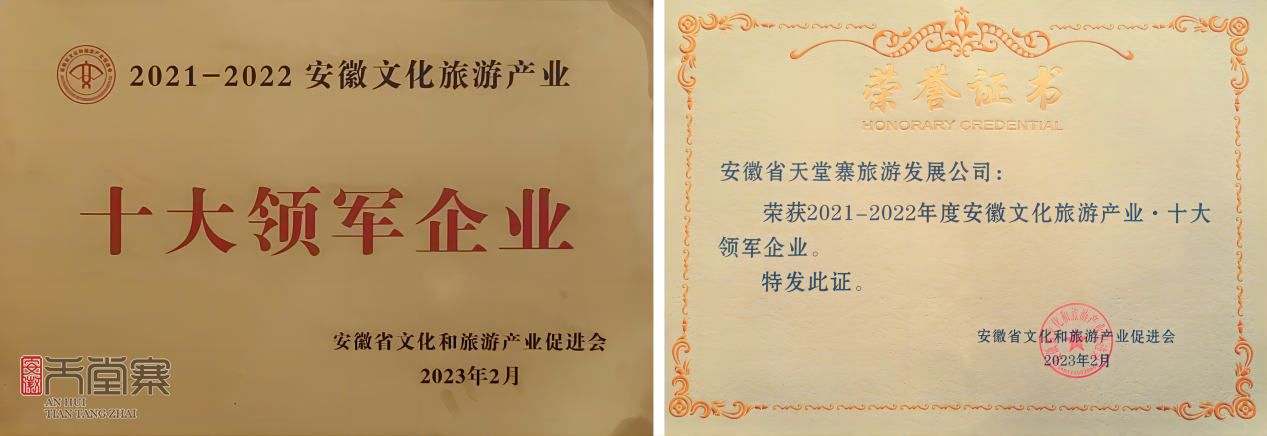 2021-2022 安徽文化旅游产业
十大领军企业
安徽省文化和旅游产业促进会
2023年2月
安徽
天堂寨
AN HUI
TIAN TANG ZHAI
荣誉证书
HONORARY CREDENTIAL
安徽省天堂寨旅游发展公司：
荣获2021-2022年度安徽文化旅游产业·十大
领军企业。
特发此证。
安徽省文化和旅游产业促进会
2023年2月